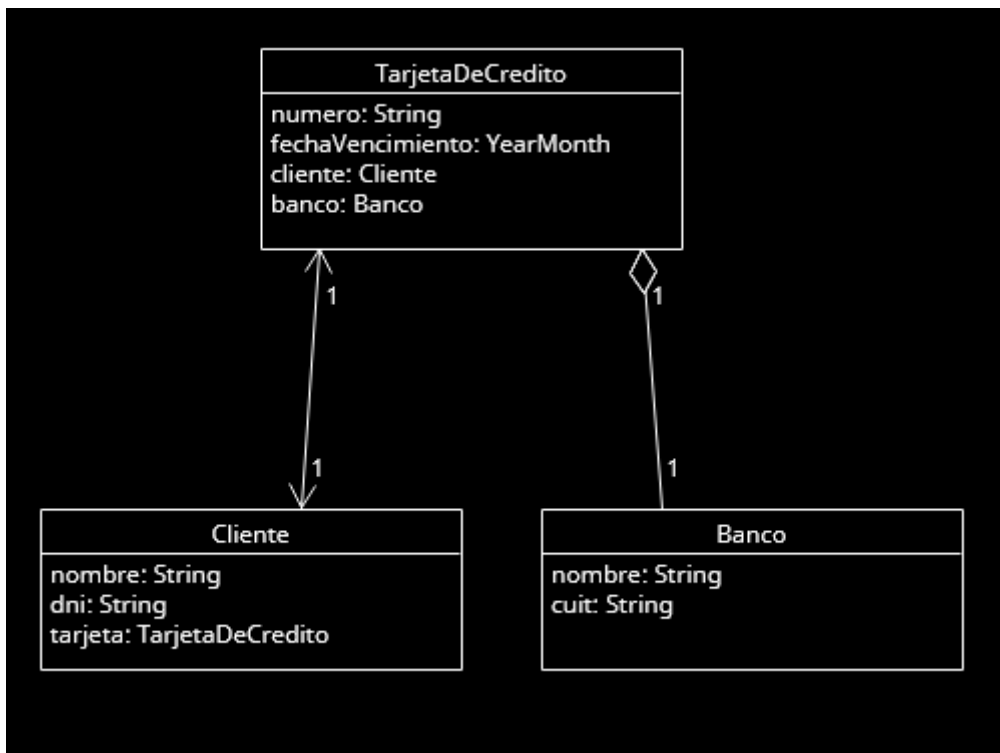 TarjetaDeCredito
numero: String
fechaVencimiento: YearMonth
cliente: Cliente
banco: Banco
1
1
1
1
Cliente
nombre: String
dni: String
tarjeta: TarjetaDeCredito
Banco
nombre: String
cuit: String